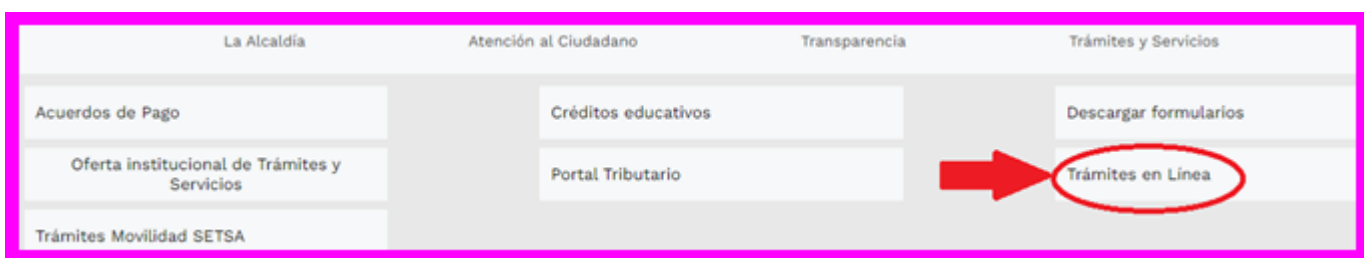 La Alcaldía Atención al Ciudadano Transparencia Trámites y Servicios
Acuerdos de Pago Créditos educativos Descargar formularios
Oferta institucional de Trámites y
Servicios
Portal Tributario Trámites en Línea
Trámites Movilidad SETSA